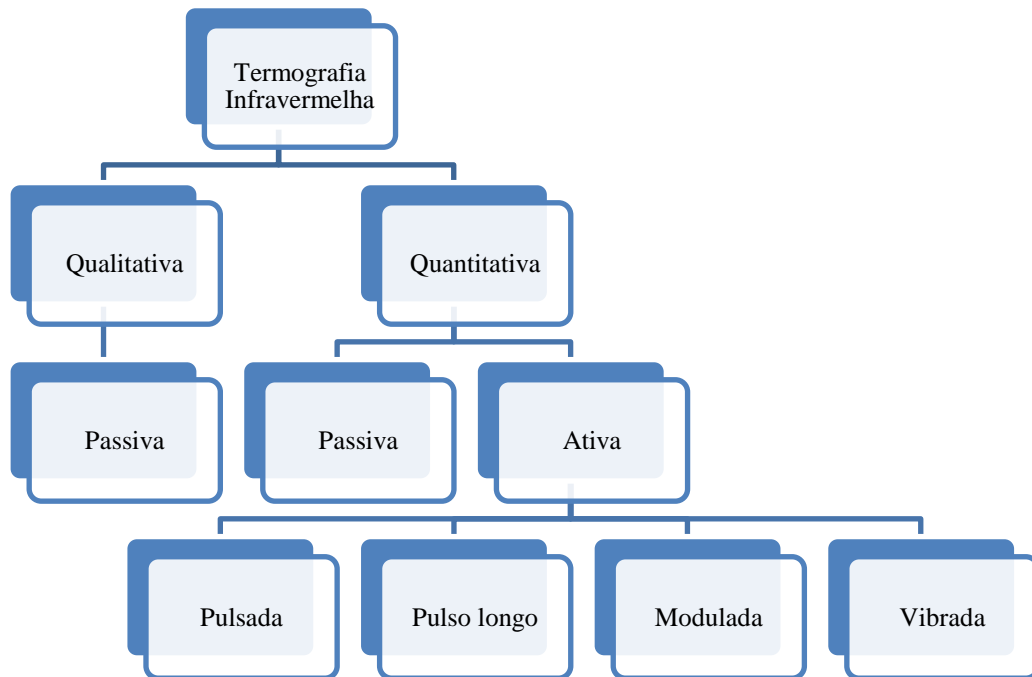 Termografia
Infravermelha
Qualitativa
Quantitativa
Passiva
Passiva
Ativa
Pulsada
Pulso longo
Modulada
Vibrada